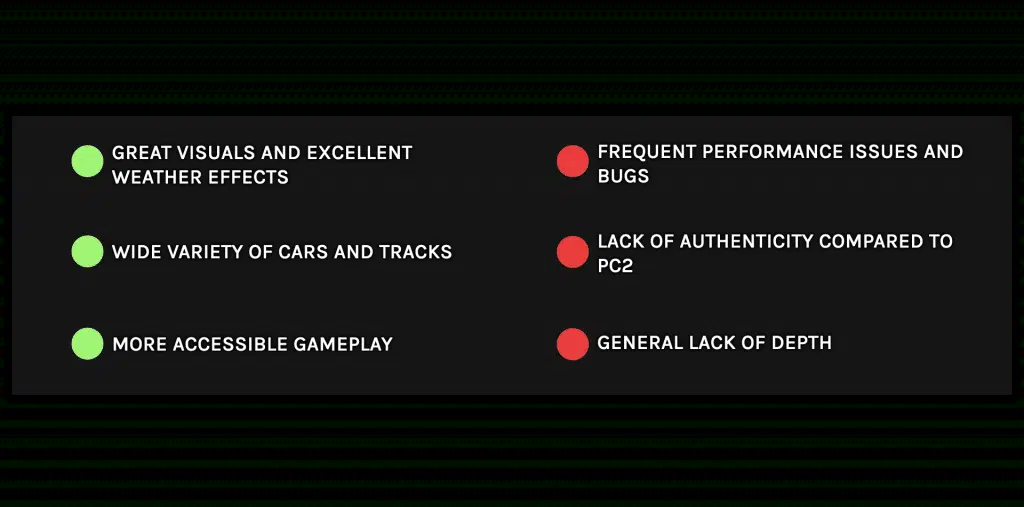 GREAT VISUALS AND EXCELLENT
WEATHER EFFECTS
WIDE VARIETY OF CARS AND TRACKS
MORE ACCESSIBLE GAMEPLAY
FREQUENT PERFORMANCE ISSUES AND
BUGS
LACK OF AUTHENTICITY COMPARED TO
PC2
GENERAL LACK OF DEPTH